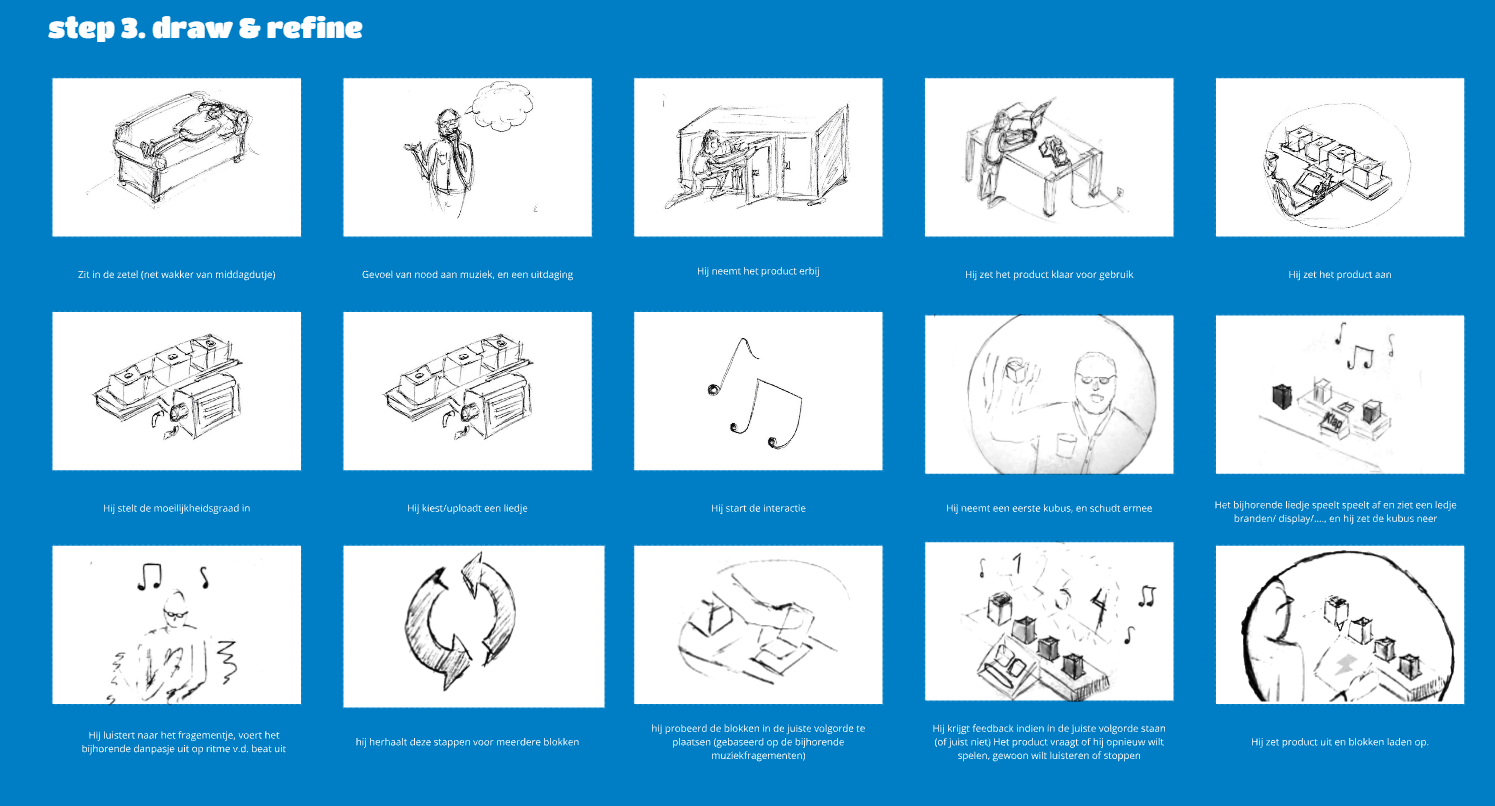 step 3. draw & refine
Zit in de zetel (net wakker van middagdutje)
Gevoel van nood aan muziek, en een uitdaging
Hij neemt het product erbij
Hij zet het product klaar voor gebruik
Hij zet het product aan
Hij stelt de moeilijkheidsgraad in
Hij kiest/uploadt een liedje
Hij start de interactie
Hij neemt een eerste kubus, en schudt ermee
Klap
Het bijhorende liedje speelt speelt af en ziet een ledje
branden/ display/...., en hij zet de kubus neer
Hij luistert naar het fragementje, voert het
bijhorende danpasje uit op ritme v.d. beat uit
hij herhaalt deze stappen voor meerdere blokken
hij probeerd de blokken in de juiste volgorde te
plaatsen (gebaseerd op de bijhorende
muziekfragementen)
1 3 4
Hij krijgt feedback indien in de juiste volgorde staan
(of juist niet) Het product vraagt of hij opnieuw wilt
spelen, gewoon wilt luisteren of stoppen
Hij zet product uit en blokken laden op.